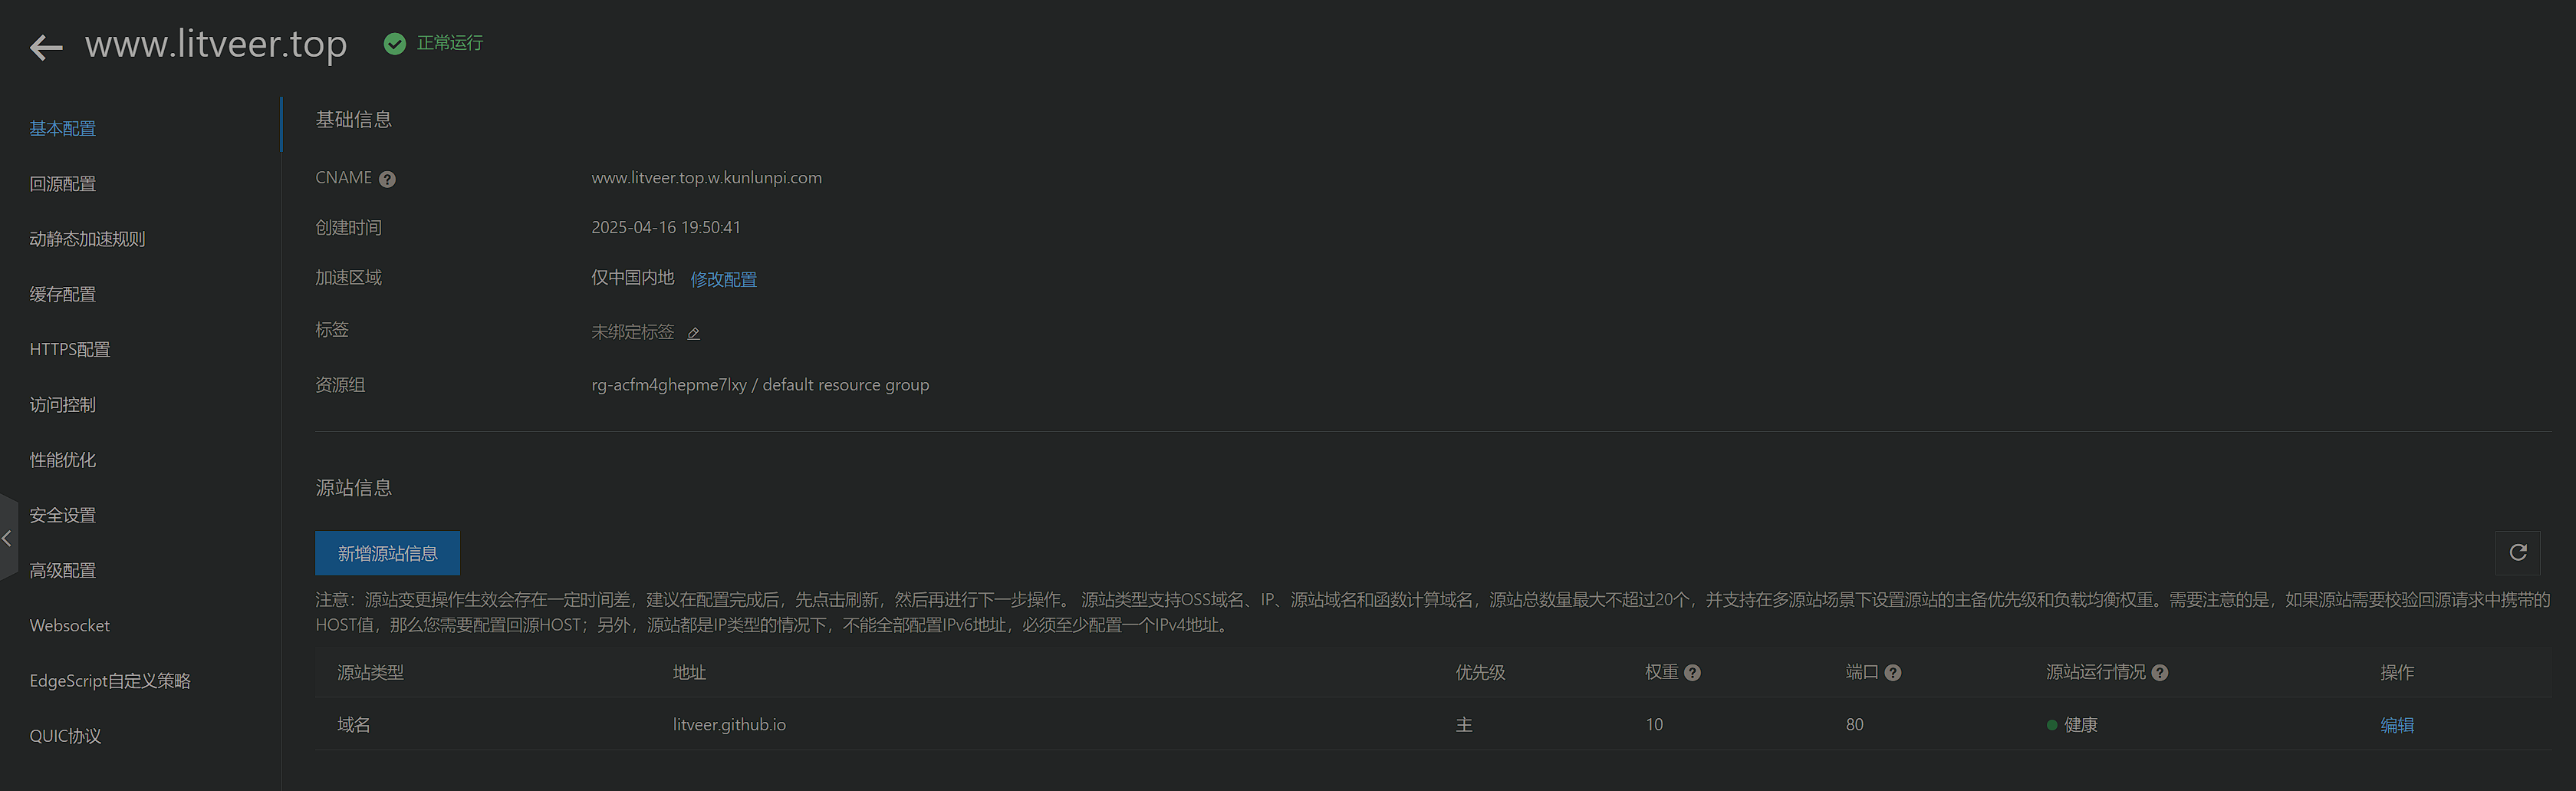 www.litveer.top 正常运行
基本配置
回源配置
动静态加速规则
缓存配置
HTTPS配置
访问控制
性能优化
安全设置
高级配置
Websocket
EdgeScript自定义策略
QUIC协议
基础信息
CNAME www.litveer.top.w.kunlunpi.com
创建时间 2025-04-16 19:50:41
加速区域 仅中国内地 修改配置
标签 未绑定标签
资源组 rg-acfm4ghepme7lxy / default resource group
源站信息
新增源站信息
注意：源站变更操作生效会存在一定时间差，建议在配置完成后，先点击刷新，然后再进行下一步操作。 源站类型支持OSS域名、IP、源站域名和函数计算域名，源站总数量最大不超过20个，并支持在多源站场景下设置源站的主备优先级和负载均衡权重。需要注意的是，如果源站需要校验回源请求中携带的
HOST值，那么您需要配置回源HOST；另外，源站都是IP类型的情况下，不能全部配置IPv6地址，必须至少配置一个IPv4地址。
源站类型 地址 优先级 权重 端口 源站运行情况 操作
域名 litveer.github.io 主 10 80 健康 编辑